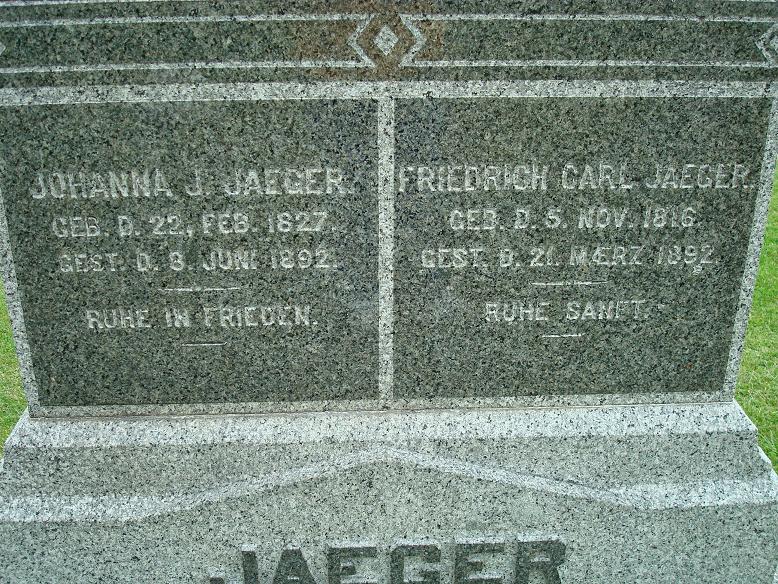 JOHANNA J. JAEGER.
GEB. D. 22, FEB. 1827.
GEST. D. 8. JUNI 1892.
RUHE IN FRIEDEN.
FRIEDRICH CARL JAEGER.
GEB. D. 5. NOV. 1816
GEST. D. 21. MÆRZ 1892
RUHE SANFT.
JAEGER